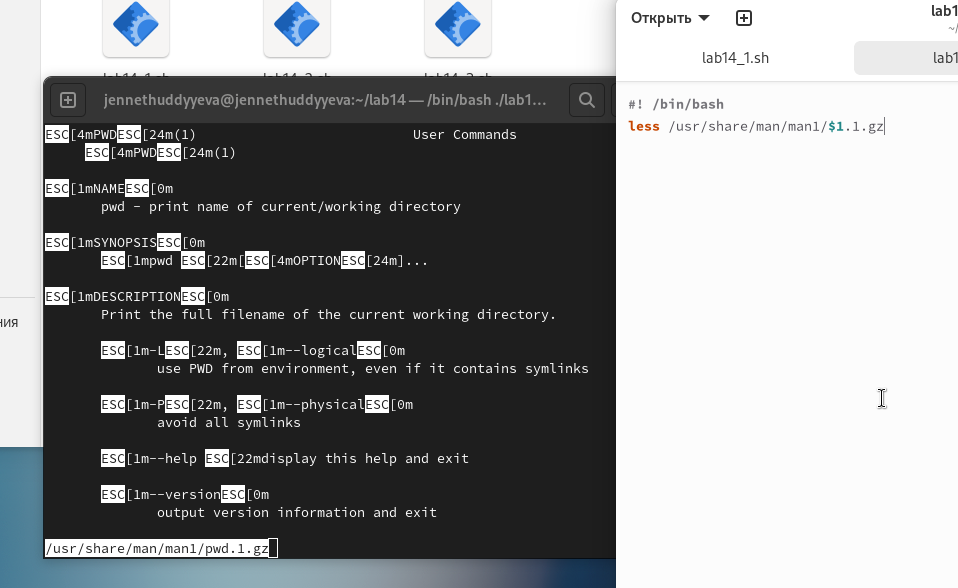 jennethuddyyeva@jennethuddyyeva:~/lab14 — /bin/bash ./lab1...
ESC[4mPWDESC[24m(1) User Commands
ESC[4mPWDESC[24m(1)
ESC[1mNAMEESC[0m
pwd - print name of current/working directory
ESC[1mSYNOPSISESC[0m
ESC[1mpwd ESC[22m[ESC[4mOPTIONESC[24m]...
ESC[1mDESCRIPTIONESC[0m
Print the full filename of the current working directory.
ESC[1m-LESC[22m, ESC[1m--logicalESC[0m
use PWD from environment, even if it contains symlinks
ESC[1m-PESC[22m, ESC[1m--physicalESC[0m
avoid all symlinks
ESC[1m--help ESC[22mdisplay this help and exit
ESC[1m--versionESC[0m
output version information and exit
/usr/share/man/man1/pwd.1.gz
ния
Открыть
lab1
~/
lab14_1.sh
lab1
#! /bin/bash
less /usr/share/man/man1/$1.1.gz